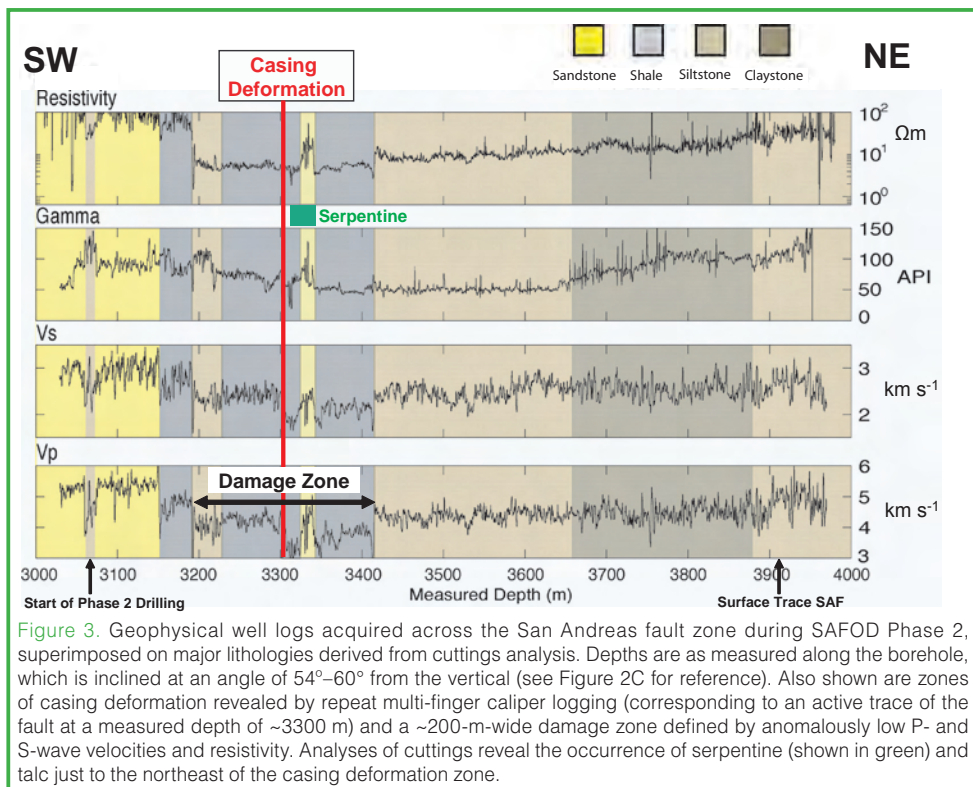 SW
NE
Casing
Deformation
Sandstone
Shale
Siltstone
Claystone
Resistivity
10²
Ωm
10¹
10⁰
Serpentine
Gamma
150
100
API
50
0
Vs
3
km s⁻¹
2
Vp
6
Damage Zone
5
km s⁻¹
4
3
3000 3100 3200 3300 3400 3500 3600 3700 3800 3900 4000
Start of Phase 2 Drilling
Measured Depth (m)
Surface Trace SAF
Figure 3. Geophysical well logs acquired across the San Andreas fault zone during SAFOD Phase 2,
superimposed on major lithologies derived from cuttings analysis. Depths are as measured along the borehole,
which is inclined at an angle of 54°–60° from the vertical (see Figure 2C for reference). Also shown are zones
of casing deformation revealed by repeat multi-finger caliper logging (corresponding to an active trace of the
fault at a measured depth of ~3300 m) and a ~200-m-wide damage zone defined by anomalously low P- and
S-wave velocities and resistivity. Analyses of cuttings reveal the occurrence of serpentine (shown in green) and
talc just to the northeast of the casing deformation zone.